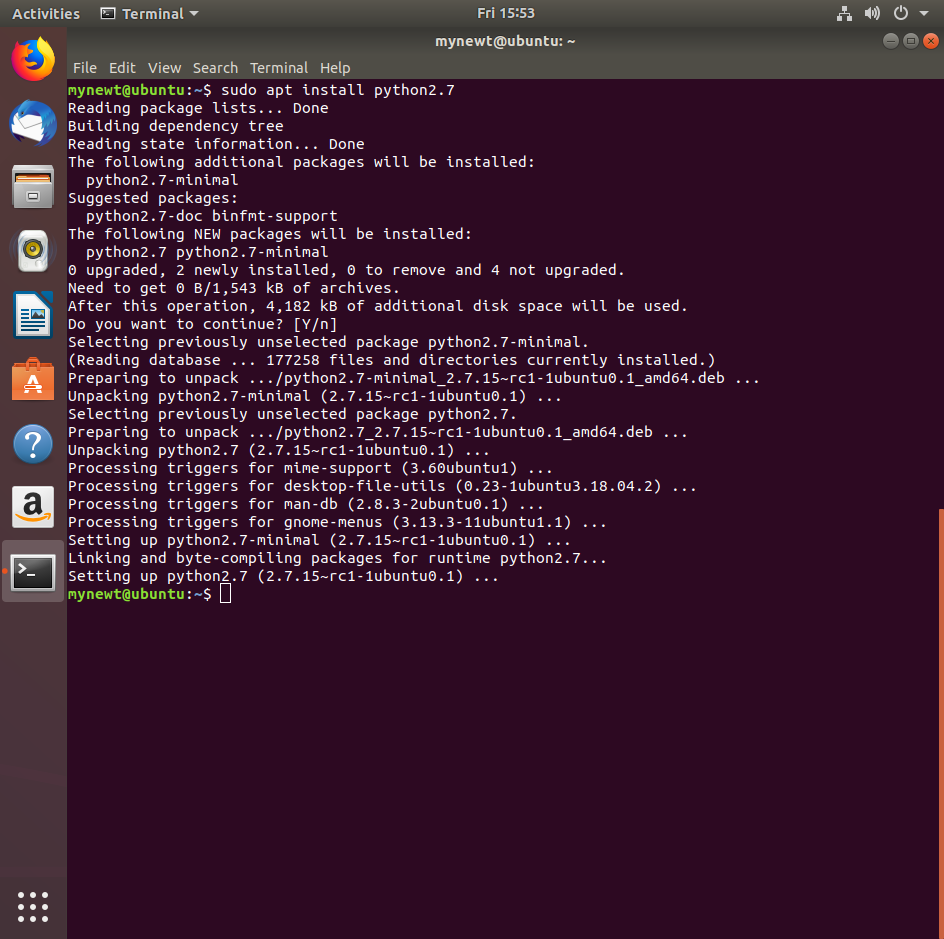 Activities Terminal Fri 15:53
mynewt@ubuntu: ~
File Edit View Search Terminal Help
mynewt@ubuntu:~$ sudo apt install python2.7
Reading package lists... Done
Building dependency tree
Reading state information... Done
The following additional packages will be installed:
  python2.7-minimal
Suggested packages:
  python2.7-doc binfmt-support
The following NEW packages will be installed:
  python2.7 python2.7-minimal
0 upgraded, 2 newly installed, 0 to remove and 4 not upgraded.
Need to get 0 B/1,543 kB of archives.
After this operation, 4,182 kB of additional disk space will be used.
Do you want to continue? [Y/n]
Selecting previously unselected package python2.7-minimal.
(Reading database ... 177258 files and directories currently installed.)
Preparing to unpack .../python2.7-minimal_2.7.15~rc1-1ubuntu0.1_amd64.deb ...
Unpacking python2.7-minimal (2.7.15~rc1-1ubuntu0.1) ...
Selecting previously unselected package python2.7.
Preparing to unpack .../python2.7_2.7.15~rc1-1ubuntu0.1_amd64.deb ...
Unpacking python2.7 (2.7.15~rc1-1ubuntu0.1) ...
Processing triggers for mime-support (3.60ubuntu1) ...
Processing triggers for desktop-file-utils (0.23-1ubuntu3.18.04.2) ...
Processing triggers for man-db (2.8.3-2ubuntu0.1) ...
Processing triggers for gnome-menus (3.13.3-11ubuntu1.1) ...
Setting up python2.7-minimal (2.7.15~rc1-1ubuntu0.1) ...
Linking and byte-compiling packages for runtime python2.7...
Setting up python2.7 (2.7.15~rc1-1ubuntu0.1) ...
mynewt@ubuntu:~$